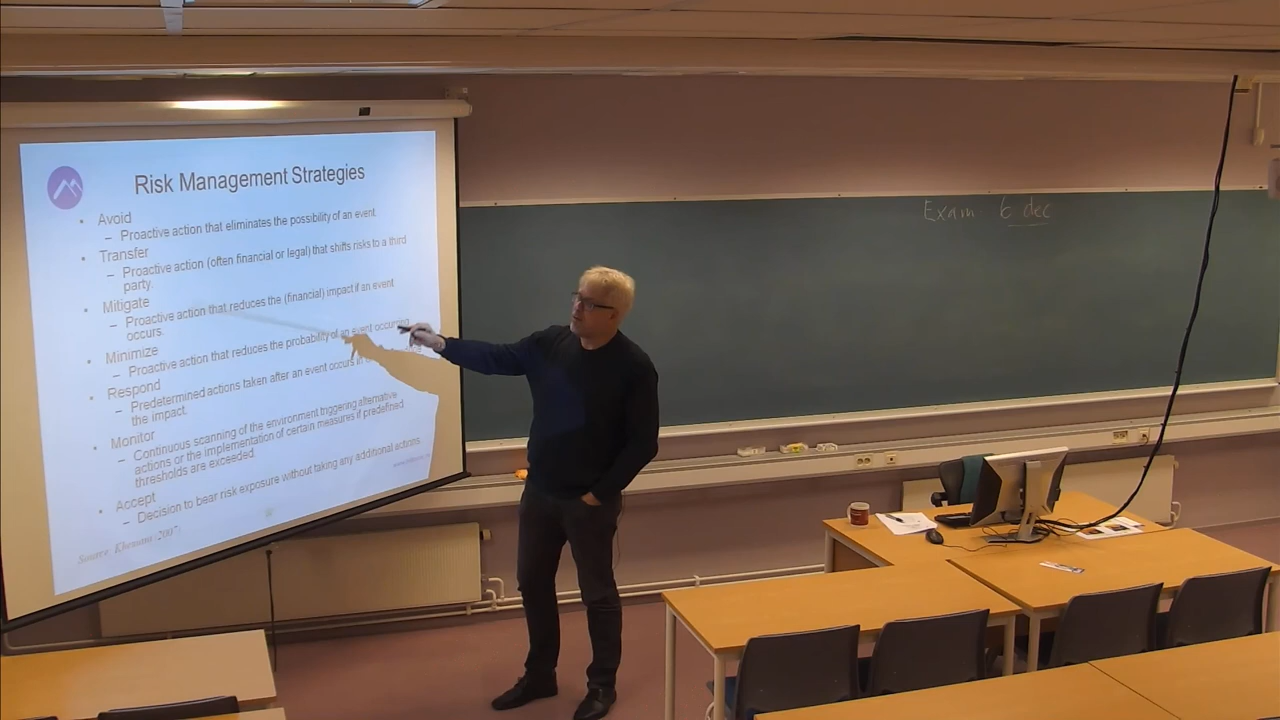 Risk Management Strategies
• Avoid
– Proactive action that eliminates the possibility of an event
• Transfer
– Proactive action (often financial or legal) that shifts risks to a third
party.
• Mitigate
– Proactive action that reduces the (financial) impact if an event
occurs.
• Minimize
– Proactive action that reduces the probability of an event occurring
• Respond
– Predetermined actions taken after an event occurs in
the impact.
• Monitor
– Continuous scanning of the environment triggering alternative
actions or the implementation of certain measures if predefined
thresholds are exceeded.
• Accept
– Decision to bear risk exposure without taking any additional actions.
Source
Exam 6 dec